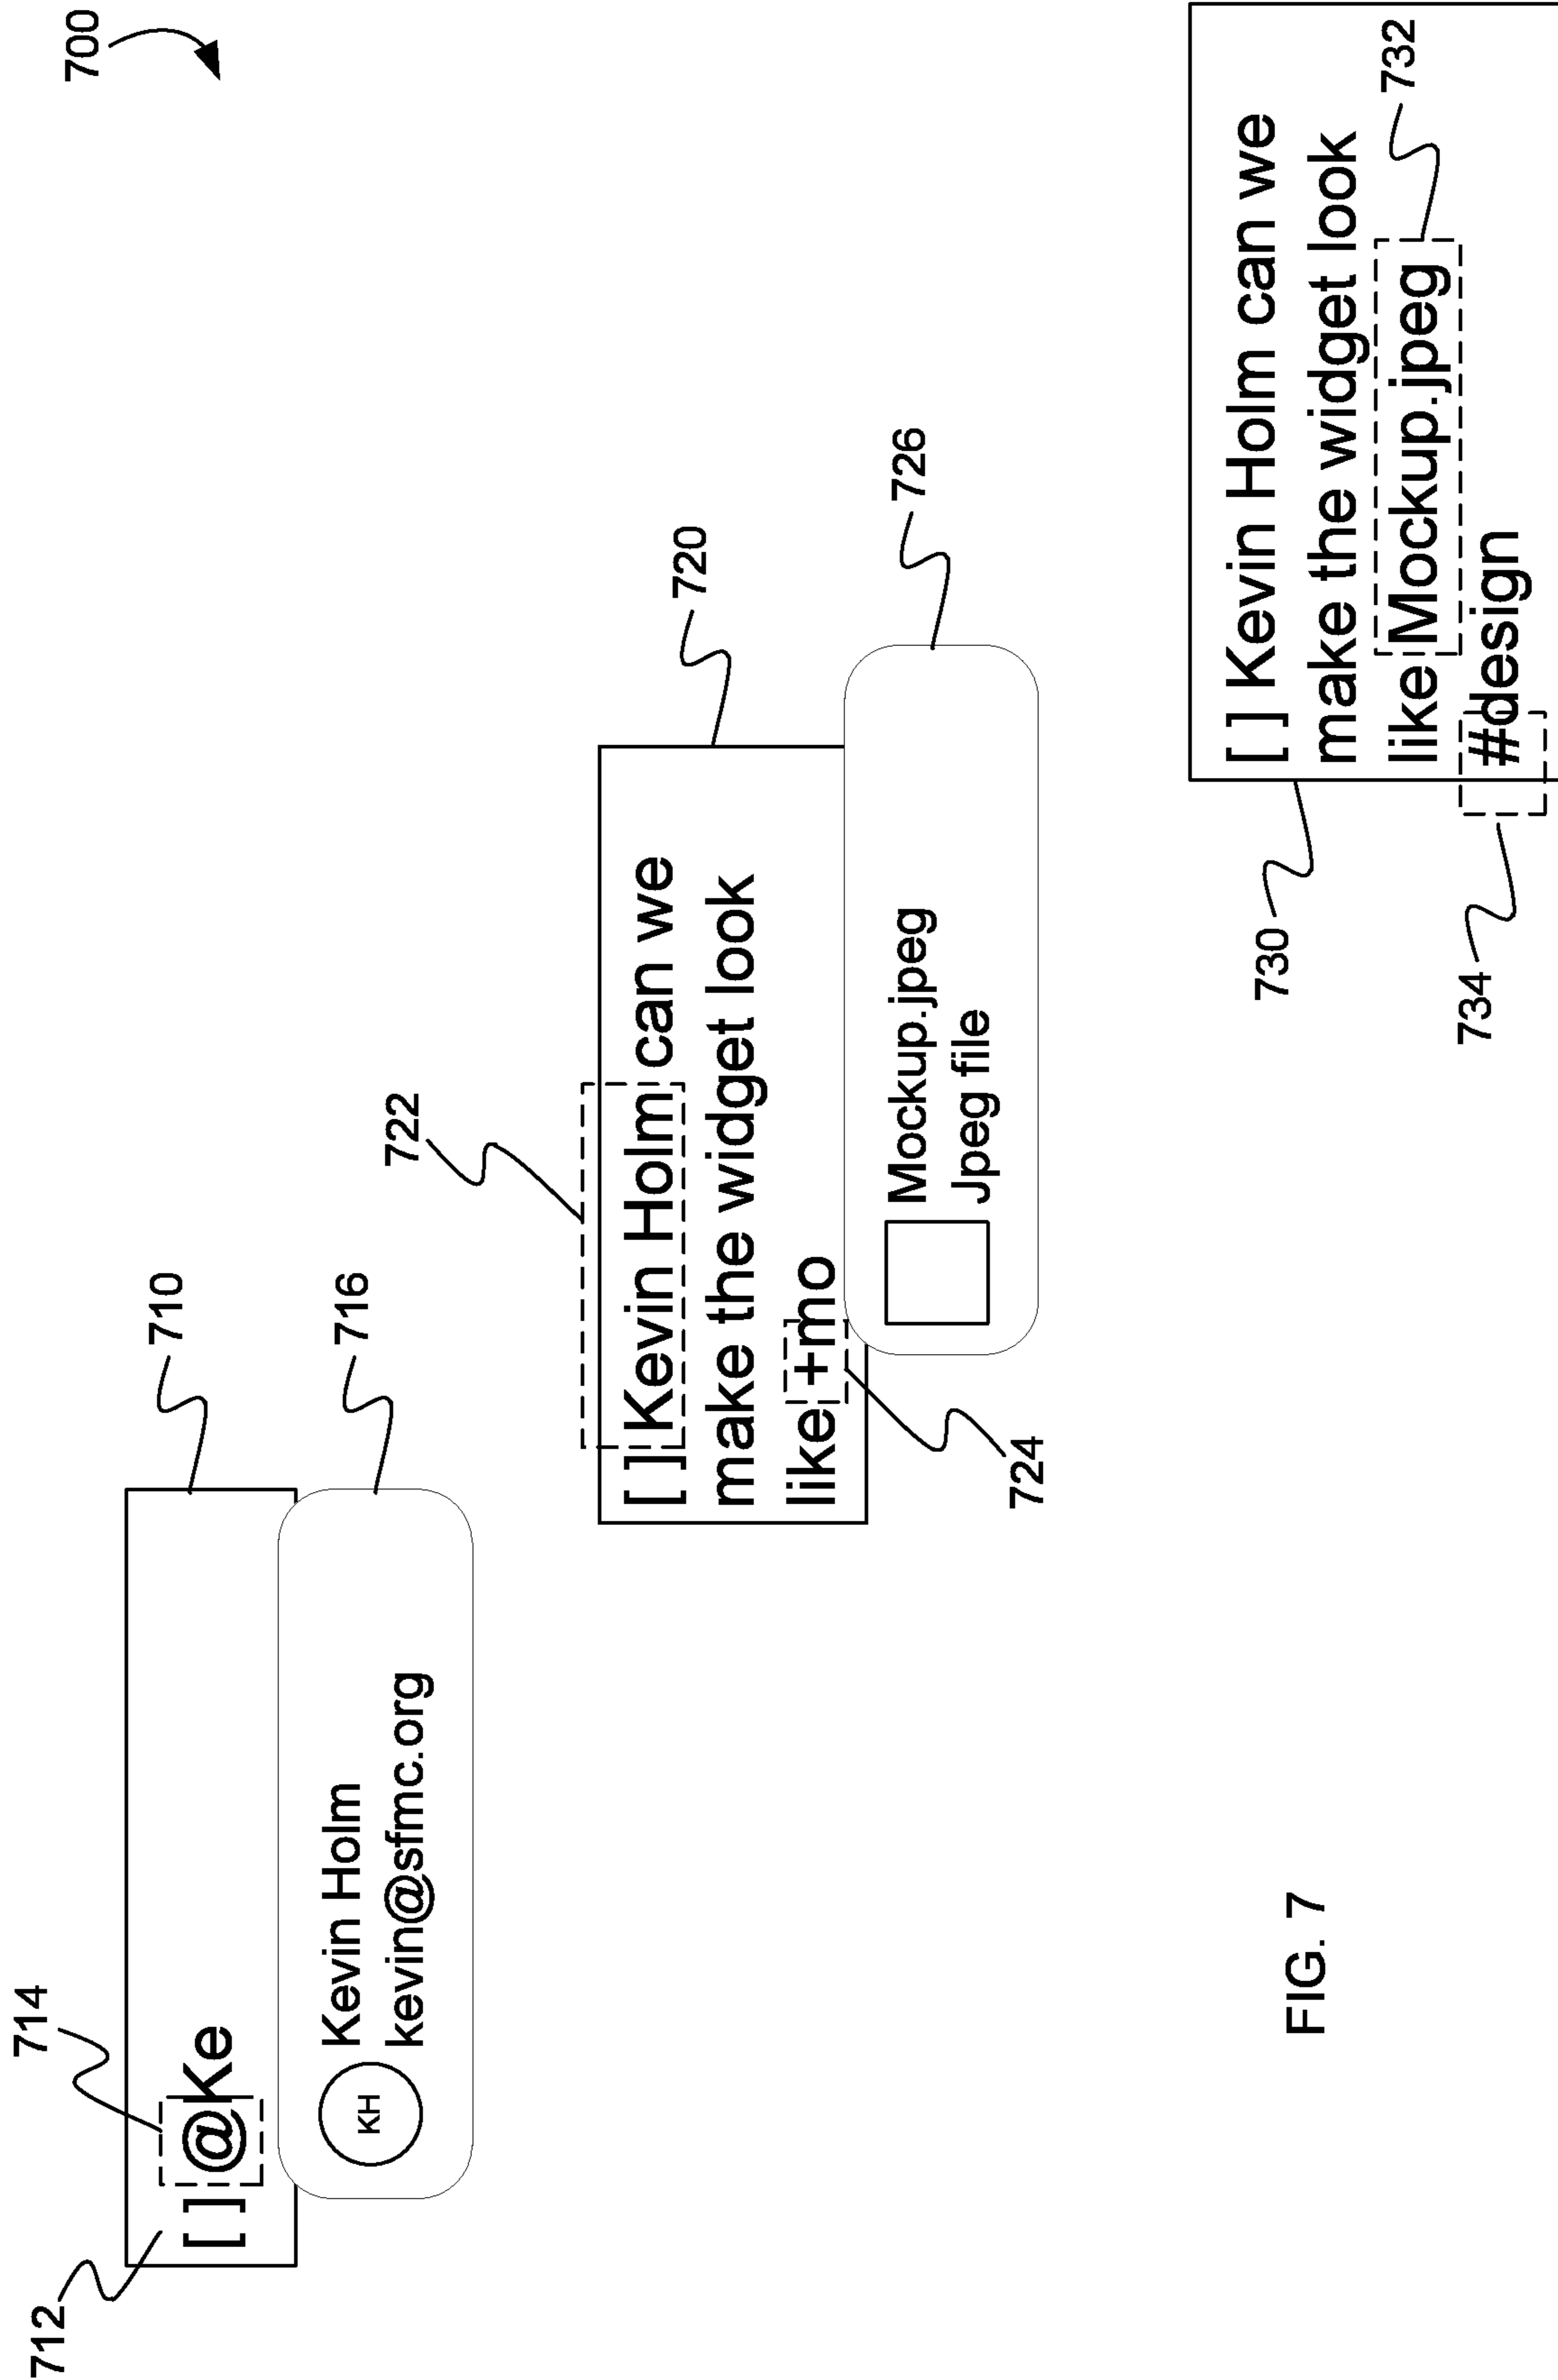 700
714
712
[ ] @Ke
710
Kevin Holm
kevin@sfmc.org
KH
716
722
[ ] Kevin Holm can we
make the widget look
like +mo
720
724
Mockup.jpeg
Jpeg file
726
730
[ ] Kevin Holm can we
make the widget look
like Mockup.jpeg
#design
732
734
FIG. 7